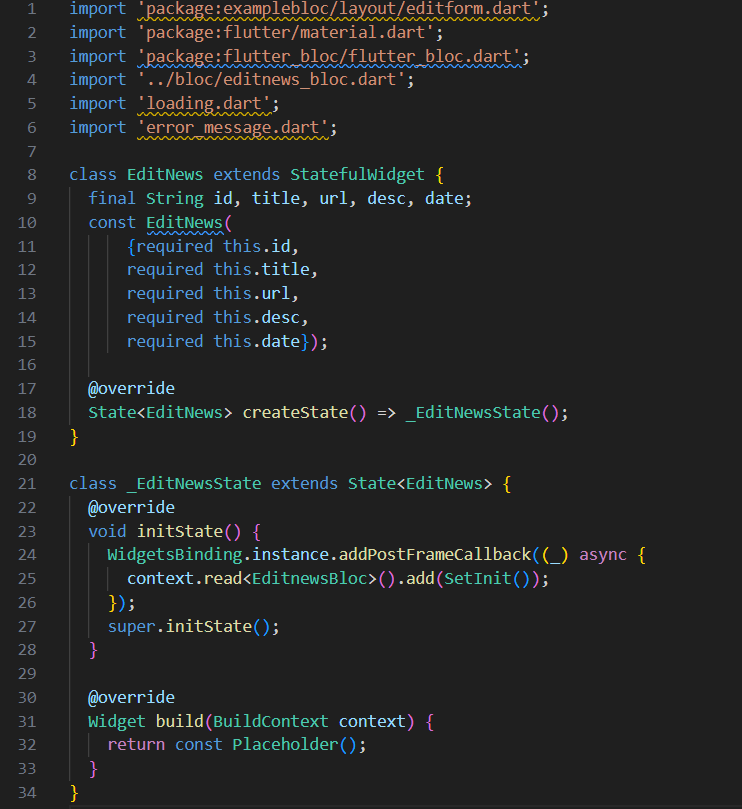 1 import 'package:examplebloc/layout/editform.dart';
2 import 'package:flutter/material.dart';
3 import 'package:flutter_bloc/flutter_bloc.dart';
4 import '../bloc/editnews_bloc.dart';
5 import 'loading.dart';
6 import 'error_message.dart';
7
8 class EditNews extends StatefulWidget {
9   final String id, title, url, desc, date;
10   const EditNews(
11       {required this.id,
12       required this.title,
13       required this.url,
14       required this.desc,
15       required this.date});
16
17   @override
18   State<EditNews> createState() => _EditNewsState();
19 }
20
21 class _EditNewsState extends State<EditNews> {
22   @override
23   void initState() {
24     WidgetsBinding.instance.addPostFrameCallback((_) async {
25       context.read<EditnewsBloc>().add(SetInit());
26     });
27     super.initState();
28   }
29
30   @override
31   Widget build(BuildContext context) {
32     return const Placeholder();
33   }
34 }